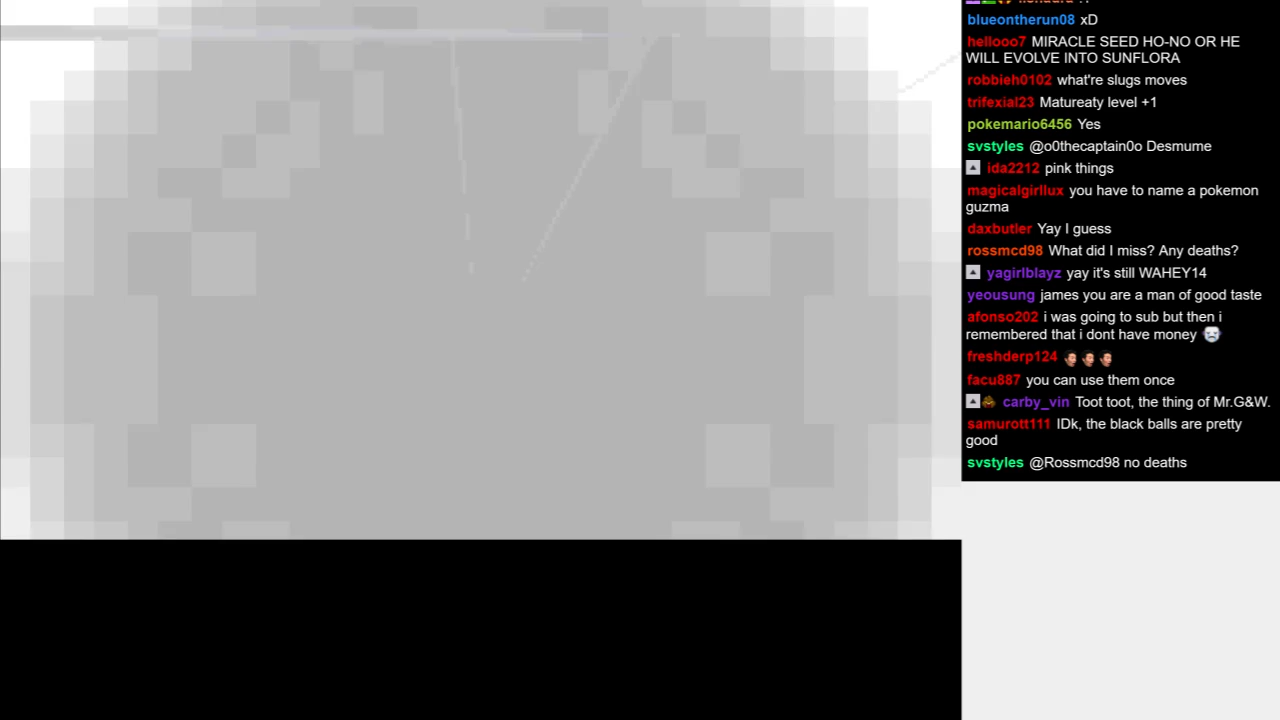 blueontherun08 xD
hellooo7 MIRACLE SEED HO-NO OR HE
WILL EVOLVE INTO SUNFLORA
robbieh0102 what're slugs moves
trifexial23 Matureaty level +1
pokemario6456 Yes
svstyles @o0thecaptain0o Desmume
ida2212 pink things
magicalgirllux you have to name a pokemon
guzma
daxbutler Yay I guess
rossmcd98 What did I miss? Any deaths?
yagirlblayz yay it's still WAHEY14
yeousung james you are a man of good taste
afonso202 i was going to sub but then i
remembered that i dont have money
freshderp124
facu887 you can use them once
carby_vin Toot toot, the thing of Mr.G&W.
samurott111 IDk, the black balls are pretty
good
svstyles @Rossmcd98 no deaths